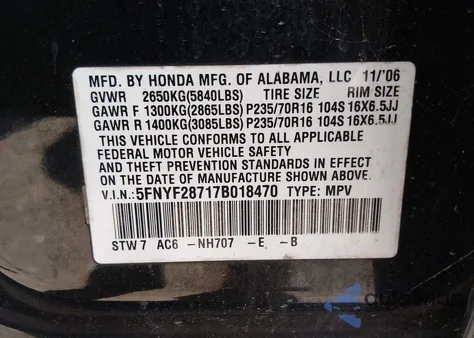 MFD. BY HONDA MFG. OF ALABAMA, LLC 11/'06
GVWR 2650KG(5840LBS) TIRE SIZE RIM SIZE
GAWR F 1300KG(2865LBS) P235/70R16 104S 16X6.5JJ
GAWR R 1400KG(3085LBS) P235/70R16 104S 16X6.5JJ
THIS VEHICLE CONFORMS TO ALL APPLICABLE
FEDERAL MOTOR VEHICLE SAFETY
AND THEFT PREVENTION STANDARDS IN EFFECT
ON THE DATE OF MANUFACTURE SHOWN ABOVE.
V.I.N.:5FNYF28717B018470 TYPE: MPV
STW7 AC6 -NH707 -E -B